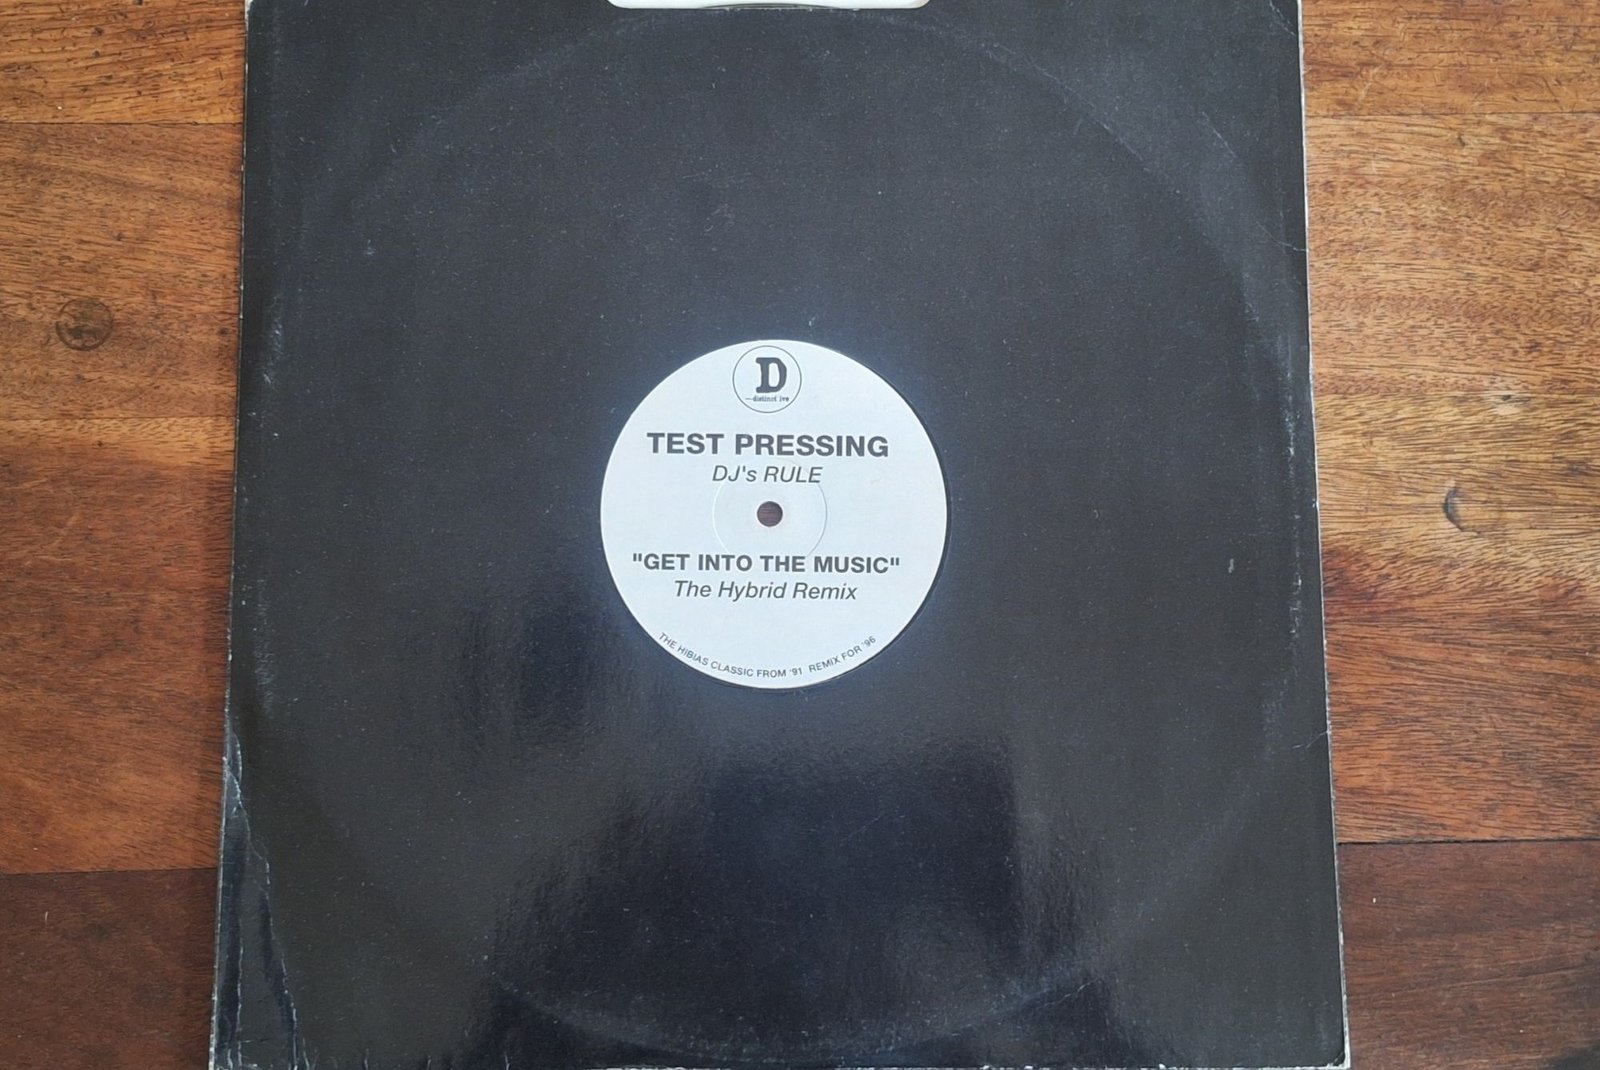 D
distinct ive
TEST PRESSING
DJ's RULE
"GET INTO THE MUSIC"
The Hybrid Remix
THE HIBIAS CLASSIC FROM '91 REMIX FOR '96